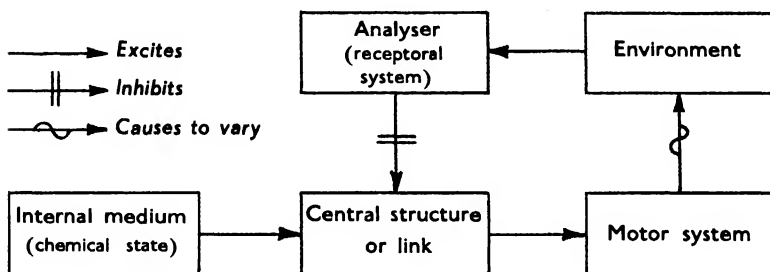 Excites
Inhibits
Causes to vary
Analyser
(receptoral
system)
Environment
Internal medium
(chemical state)
Central structure
or link
Motor system